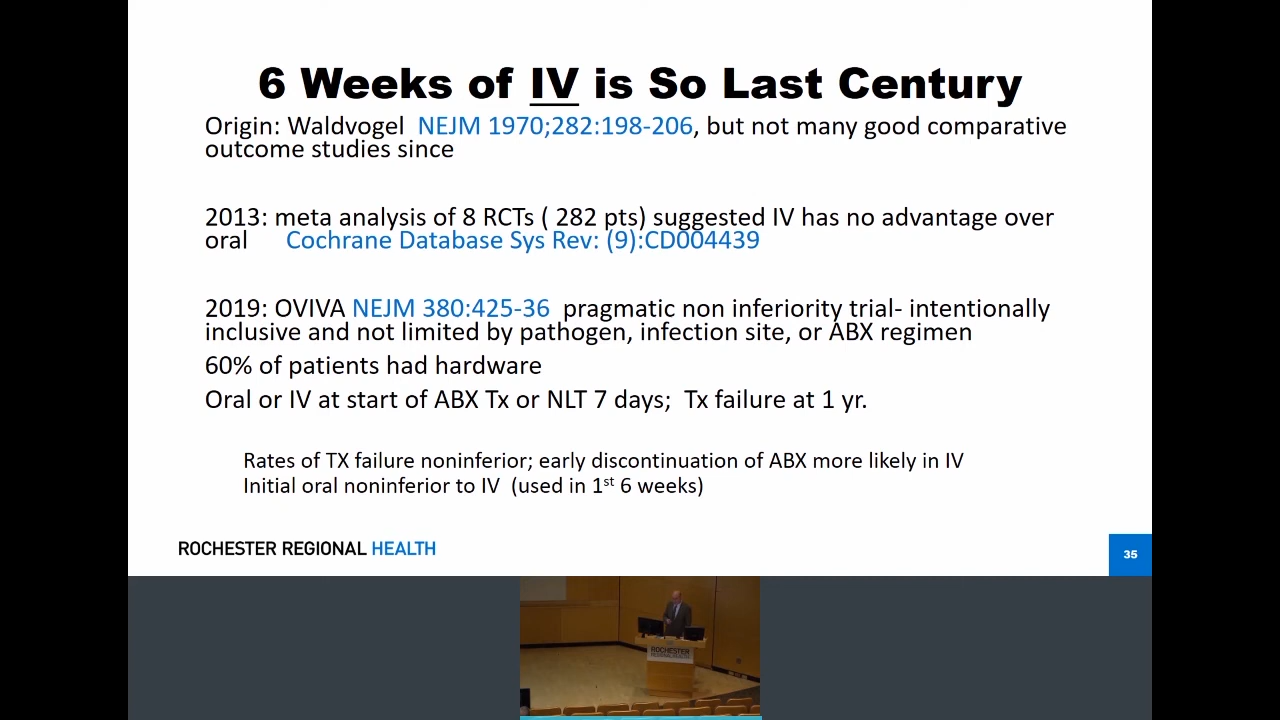 6 Weeks of IV is So Last Century
Origin: Waldvogel NEJM 1970;282:198-206, but not many good comparative
outcome studies since
2013: meta analysis of 8 RCTs ( 282 pts) suggested IV has no advantage over
oral Cochrane Database Sys Rev: (9):CD004439
2019: OVIVA NEJM 380:425-36 pragmatic non inferiority trial- intentionally
inclusive and not limited by pathogen, infection site, or ABX regimen
60% of patients had hardware
Oral or IV at start of ABX Tx or NLT 7 days; Tx failure at 1 yr.
Rates of TX failure noninferior; early discontinuation of ABX more likely in IV
Initial oral noninferior to IV (used in 1st 6 weeks)
ROCHESTER REGIONAL HEALTH
35
ROCHESTER
REGIONAL HEALTH